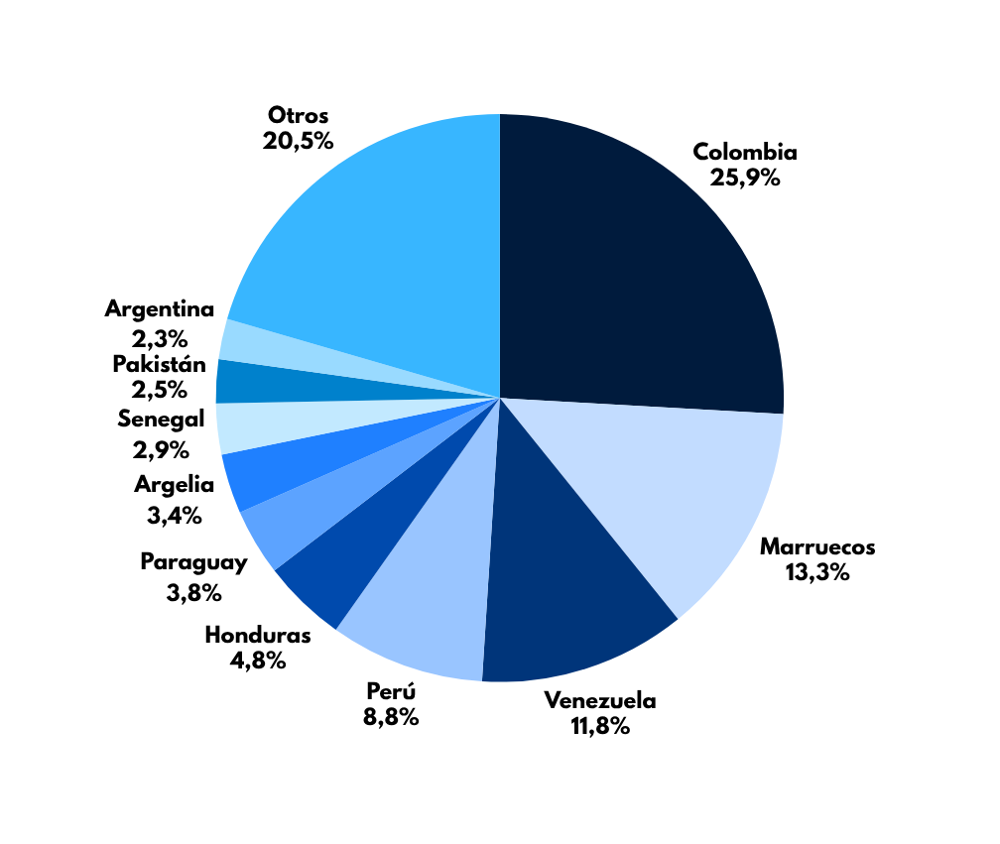 Otros
20,5%
Colombia
25,9%
Argentina
2,3%
Pakistán
2,5%
Senegal
2,9%
Argelia
3,4%
Paraguay
3,8%
Honduras
4,8%
Perú
8,8%
Venezuela
11,8%
Marruecos
13,3%